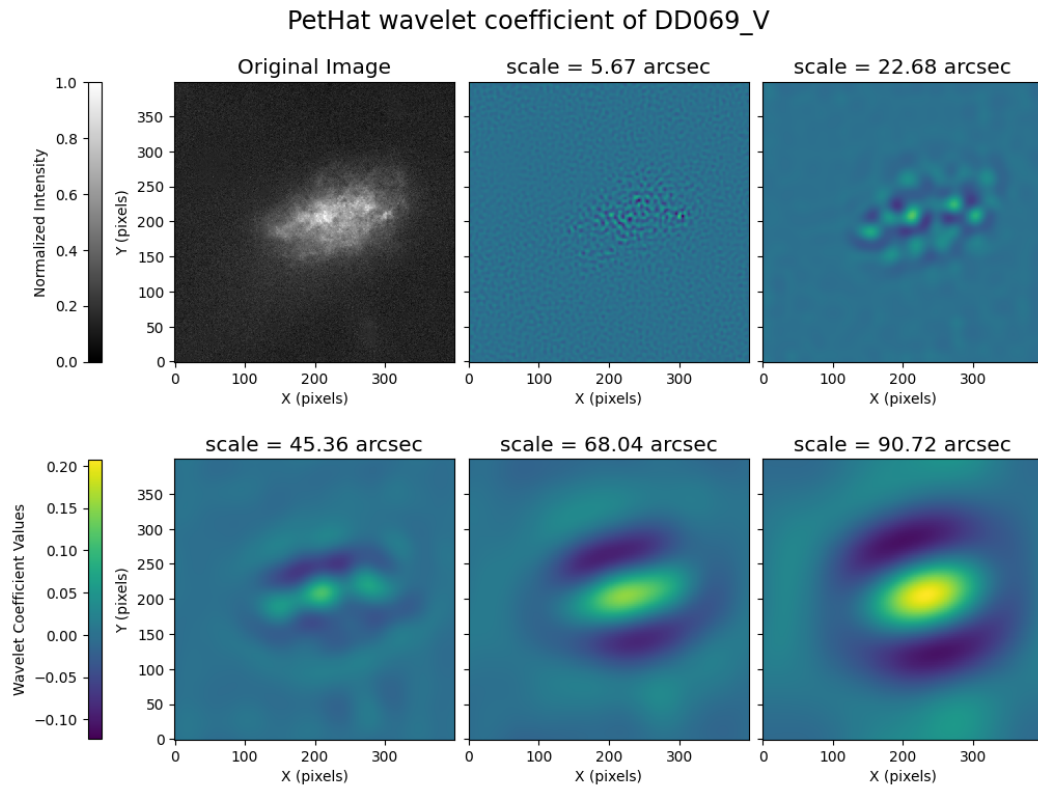 PetHat wavelet coefficient of DD069_V
Original Image
scale = 5.67 arcsec
scale = 22.68 arcsec
1.0
0.8
0.6
0.4
0.2
0.0
Normalized Intensity
350
300
250
200
150
100
50
0
Y (pixels)
0 100 200 300
X (pixels)
0 100 200 300
X (pixels)
0 100 200 300
X (pixels)
scale = 45.36 arcsec
scale = 68.04 arcsec
scale = 90.72 arcsec
0.20
0.15
0.10
0.05
0.00
−0.05
−0.10
Wavelet Coefficient Values
350
300
250
200
150
100
50
0
Y (pixels)
0 100 200 300
X (pixels)
0 100 200 300
X (pixels)
0 100 200 300
X (pixels)